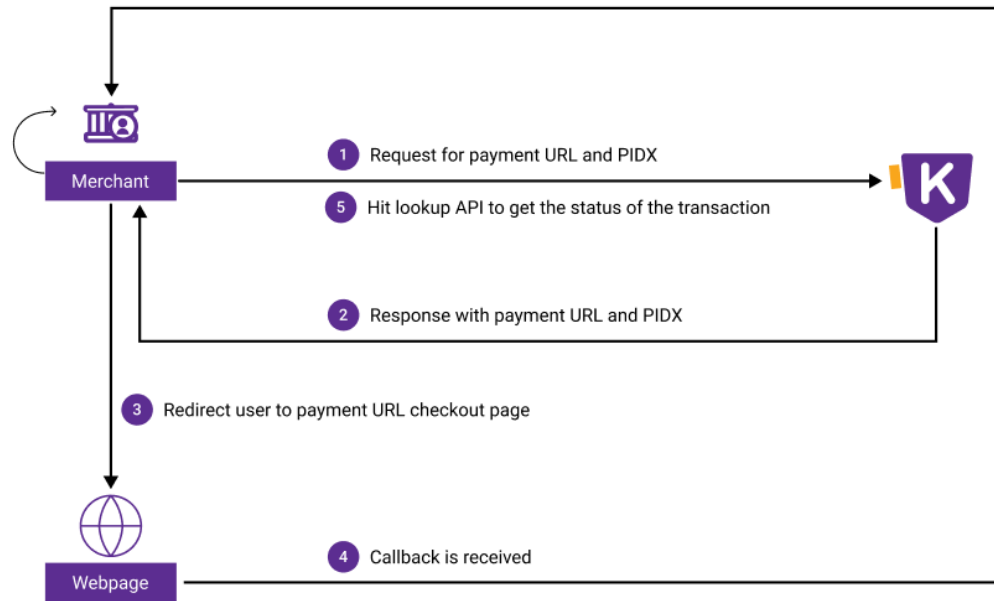 Merchant
1 Request for payment URL and PIDX
5 Hit lookup API to get the status of the transaction
K
2 Response with payment URL and PIDX
3 Redirect user to payment URL checkout page
4 Callback is received
Webpage